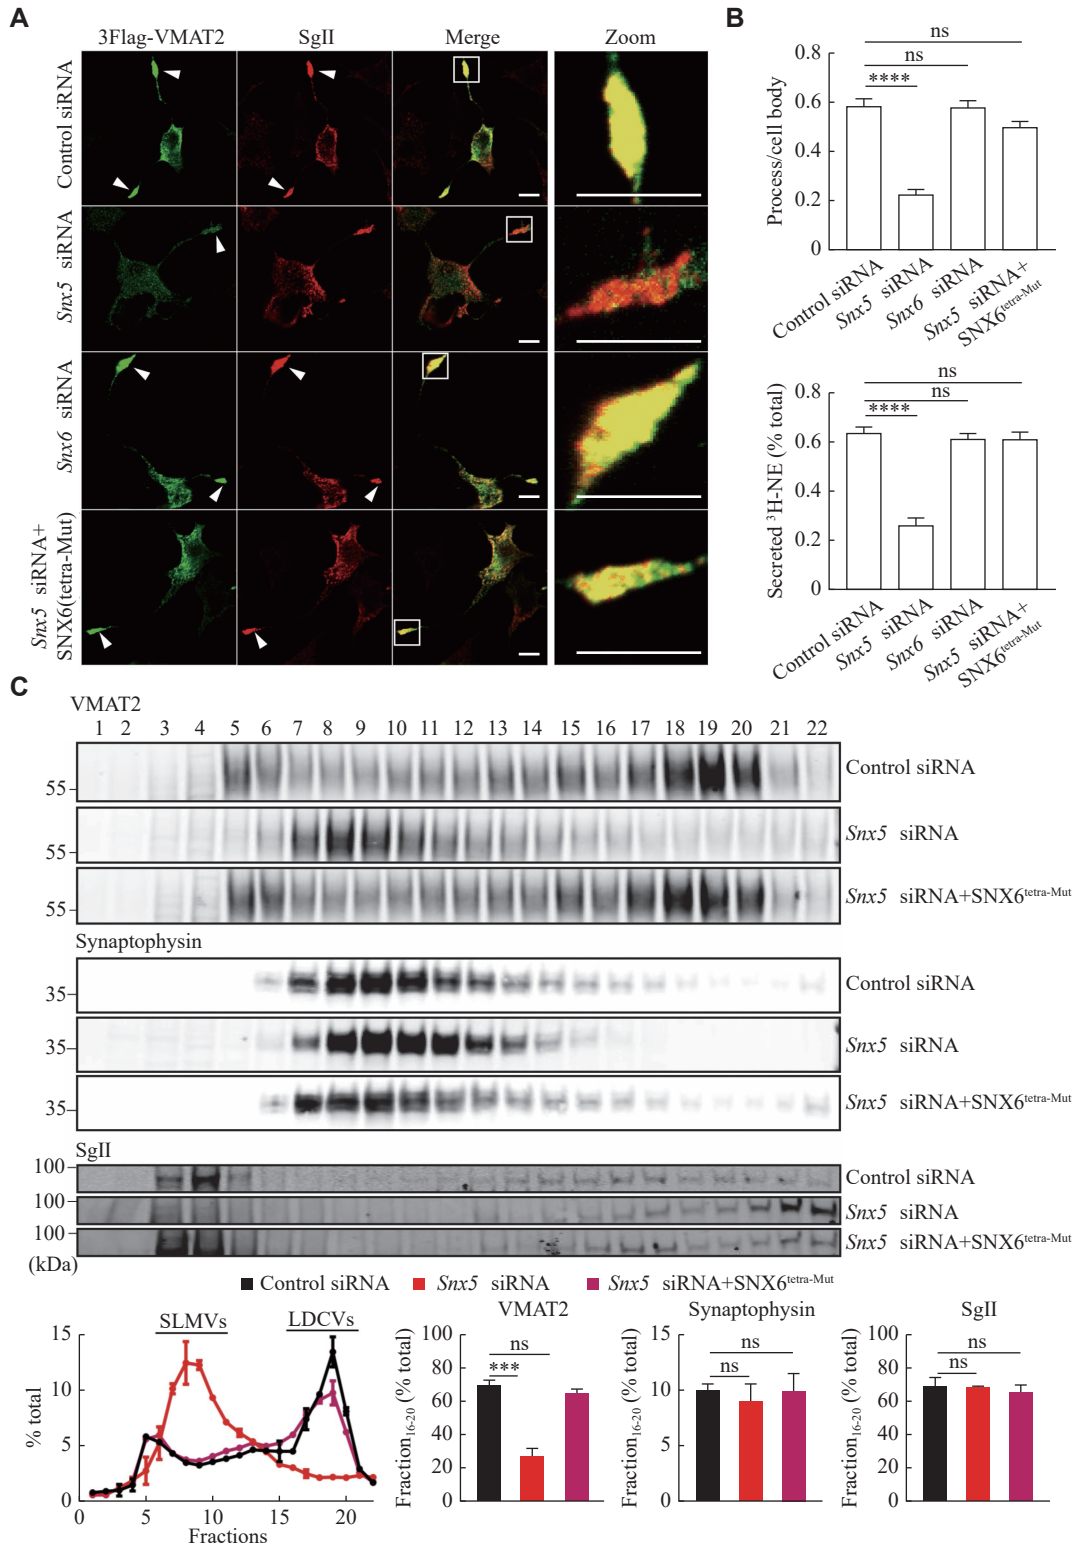 A
3Flag-VMAT2 SgII Merge Zoom
Control siRNA
Snx5 siRNA
Snx6 siRNA
Snx5 siRNA+
SNX6(tetra-Mut)
B
ns
ns
****
0.8
0.6
0.4
0.2
0
Process/cell body
Control siRNA
Snx5 siRNA
Snx6 siRNA
Snx5 siRNA+
SNX6tetra-Mut
ns
ns
****
0.8
0.6
0.4
0.2
0
Secreted ³H-NE (% total)
Control siRNA
Snx5 siRNA
Snx6 siRNA
Snx5 siRNA+
SNX6tetra-Mut
C
VMAT2
1 2 3 4 5 6 7 8 9 10 11 12 13 14 15 16 17 18 19 20 21 22
55 Control siRNA
55 Snx5 siRNA
55 Snx5 siRNA+SNX6tetra-Mut
Synaptophysin
35 Control siRNA
35 Snx5 siRNA
35 Snx5 siRNA+SNX6tetra-Mut
SgII
100 Control siRNA
100 Snx5 siRNA
100 Snx5 siRNA+SNX6tetra-Mut
(kDa)
Control siRNA Snx5 siRNA Snx5 siRNA+SNX6tetra-Mut
SLMVs LDCVs
15
10
5
0
% total
0 5 10 15 20
Fractions
VMAT2
ns
***
100
80
60
40
20
0
Fraction16-20 (% total)
Synaptophysin
ns
ns
15
10
5
0
Fraction16-20 (% total)
SgII
ns
ns
100
80
60
40
20
0
Fraction16-20 (% total)